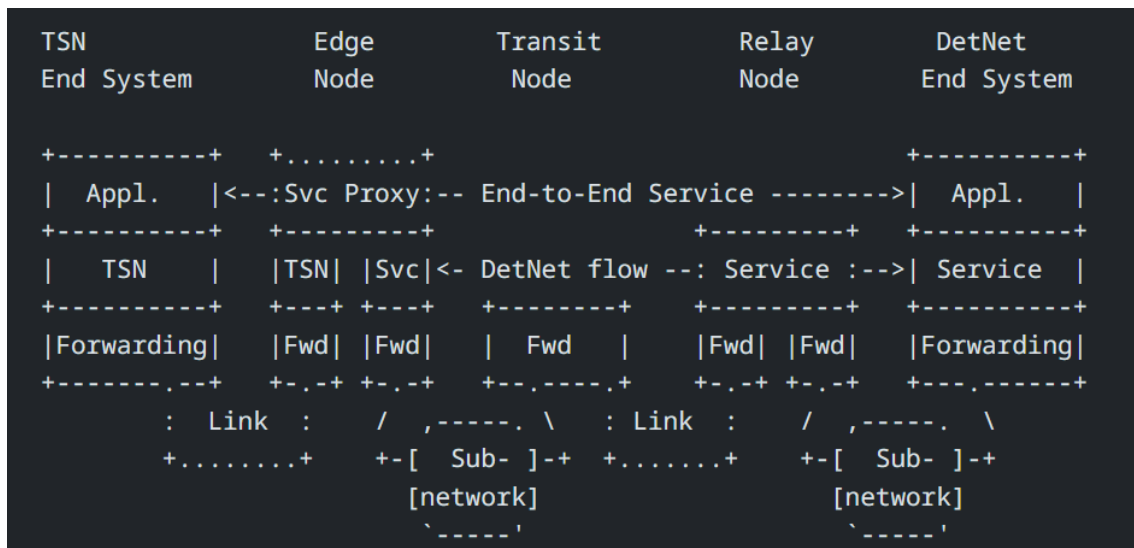 TSN                 Edge        Transit         Relay        DetNet
End System        Node         Node           Node        End System

+----------+   +.........+                               +----------+
|  Appl.   |<--:Svc Proxy:-- End-to-End Service -------->|  Appl.   |
+----------+   +---------+                 +---------+   +----------+
|   TSN    |   |TSN| |Svc|<- DetNet flow --: Service :-->| Service  |
+----------+   +---+ +---+   +--------+    +---------+   +----------+
|Forwarding|   |Fwd| |Fwd|   |  Fwd   |    |Fwd| |Fwd|   |Forwarding|
+-------.--+   +-.-+ +-.-+   +--.----.+    +-.-+ +-.-+   +---.------+
        :  Link  :    /  ,-----. \   : Link  :    /  ,-----.  \
        +........+    +-[  Sub- ]-+  +.......+    +-[  Sub- ]-+
                        [network]                   [network]
                         `-----'                     `-----'